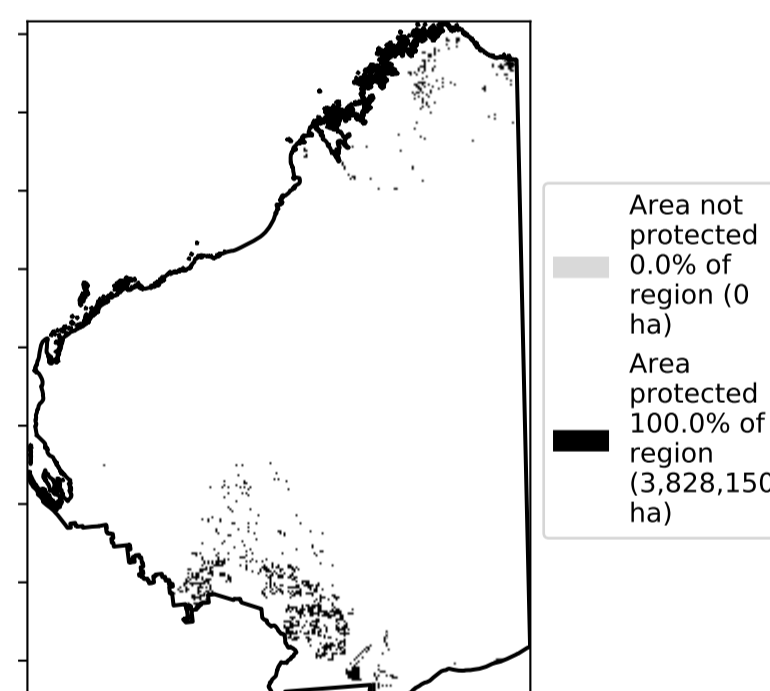 Area not
protected
0.0% of
region (0
ha)
Area
protected
100.0% of
region
(3,828,150
ha)